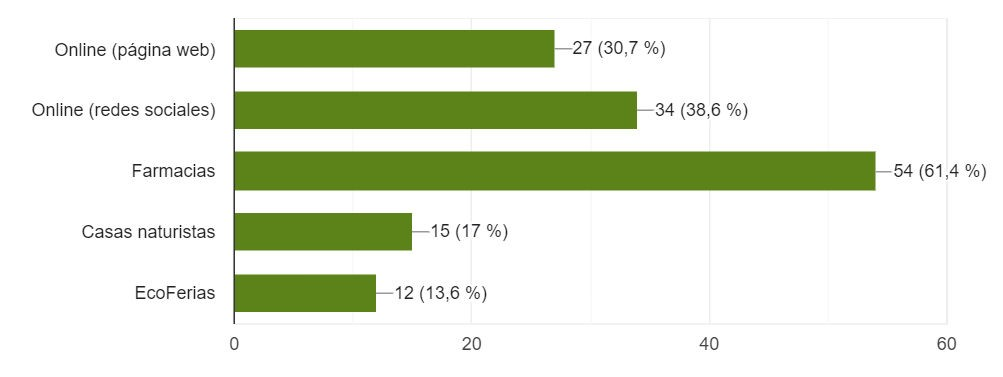 Online (página web)
27 (30,7 %)
Online (redes sociales)
34 (38,6 %)
Farmacias
54 (61,4 %)
Casas naturistas
15 (17 %)
EcoFerias
12 (13,6 %)
0
20
40
60